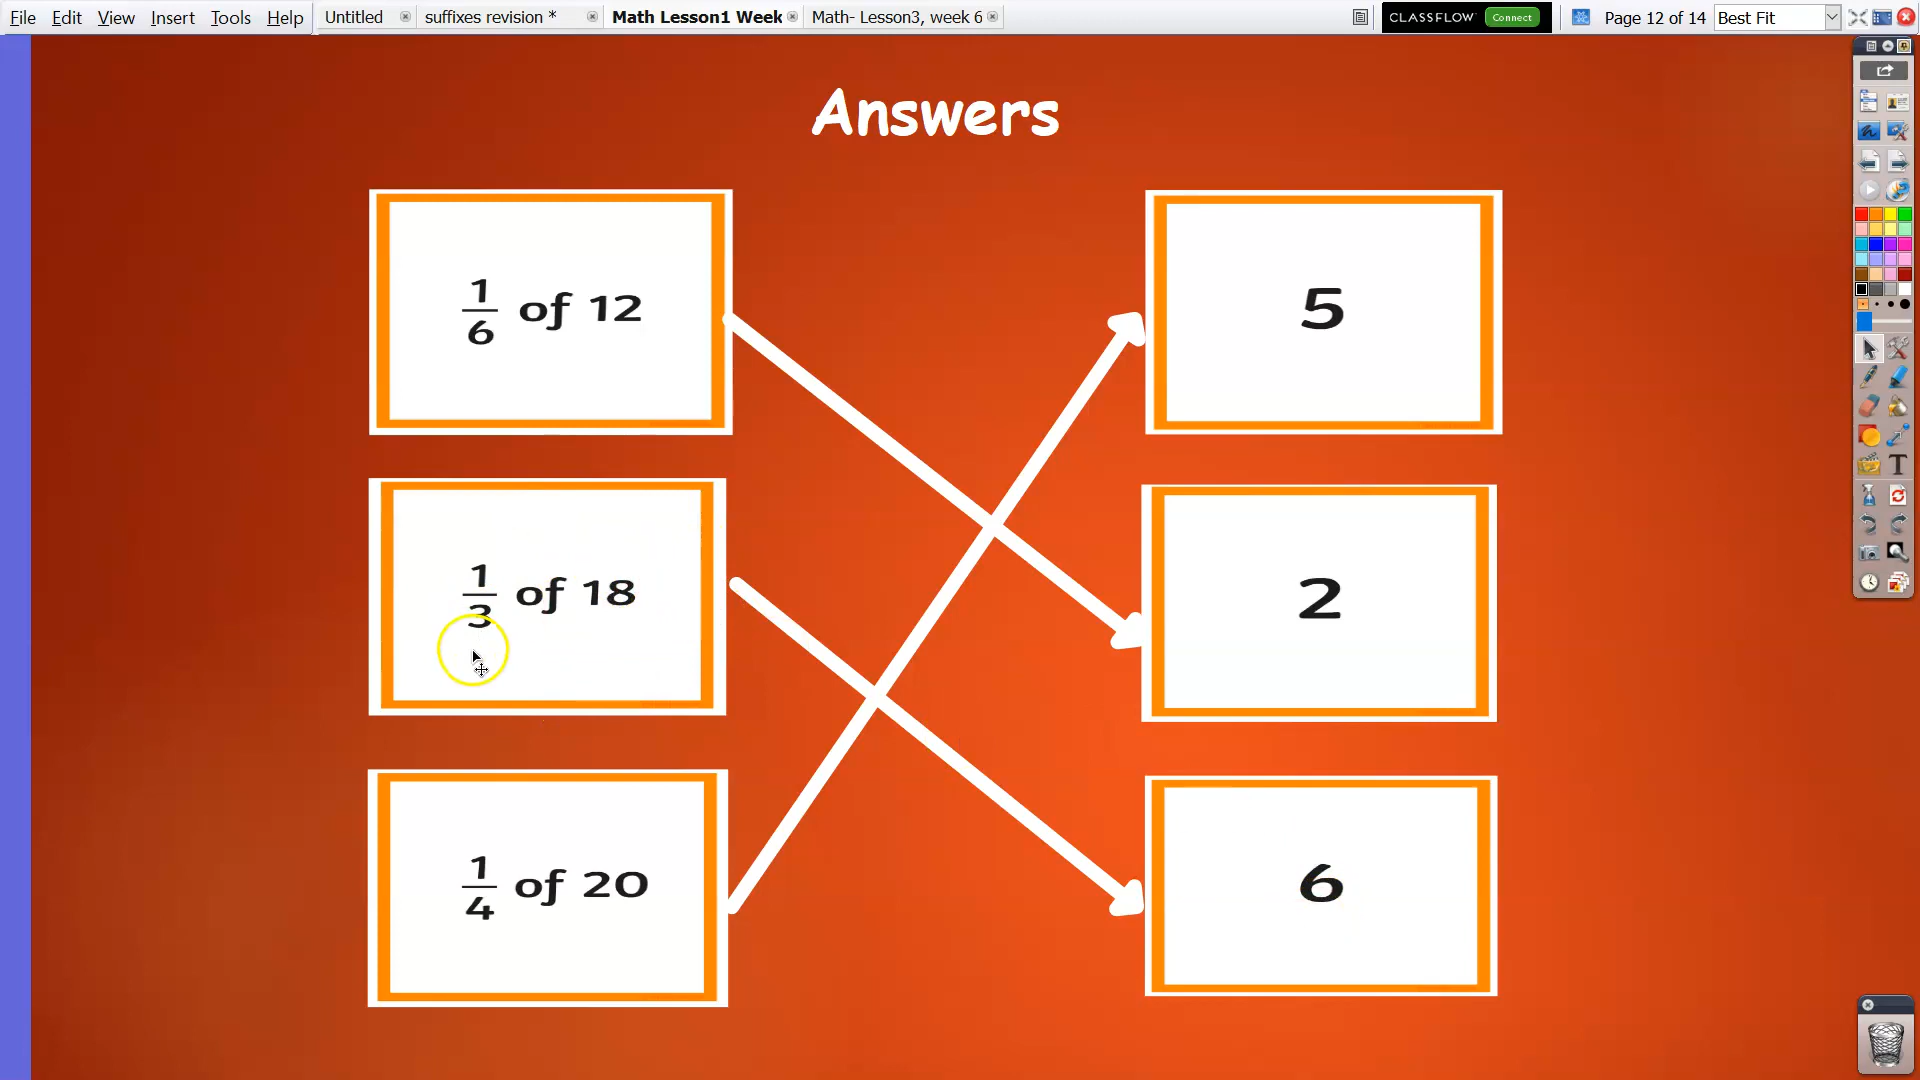 File Edit View Insert Tools Help Untitled suffixes revision * Math Lesson1 Week Math- Lesson3, week 6 CLASSFLOW Connect Page 12 of 14 Best Fit
Answers
1/6 of 12
5
1/3 of 18
2
1/4 of 20
6